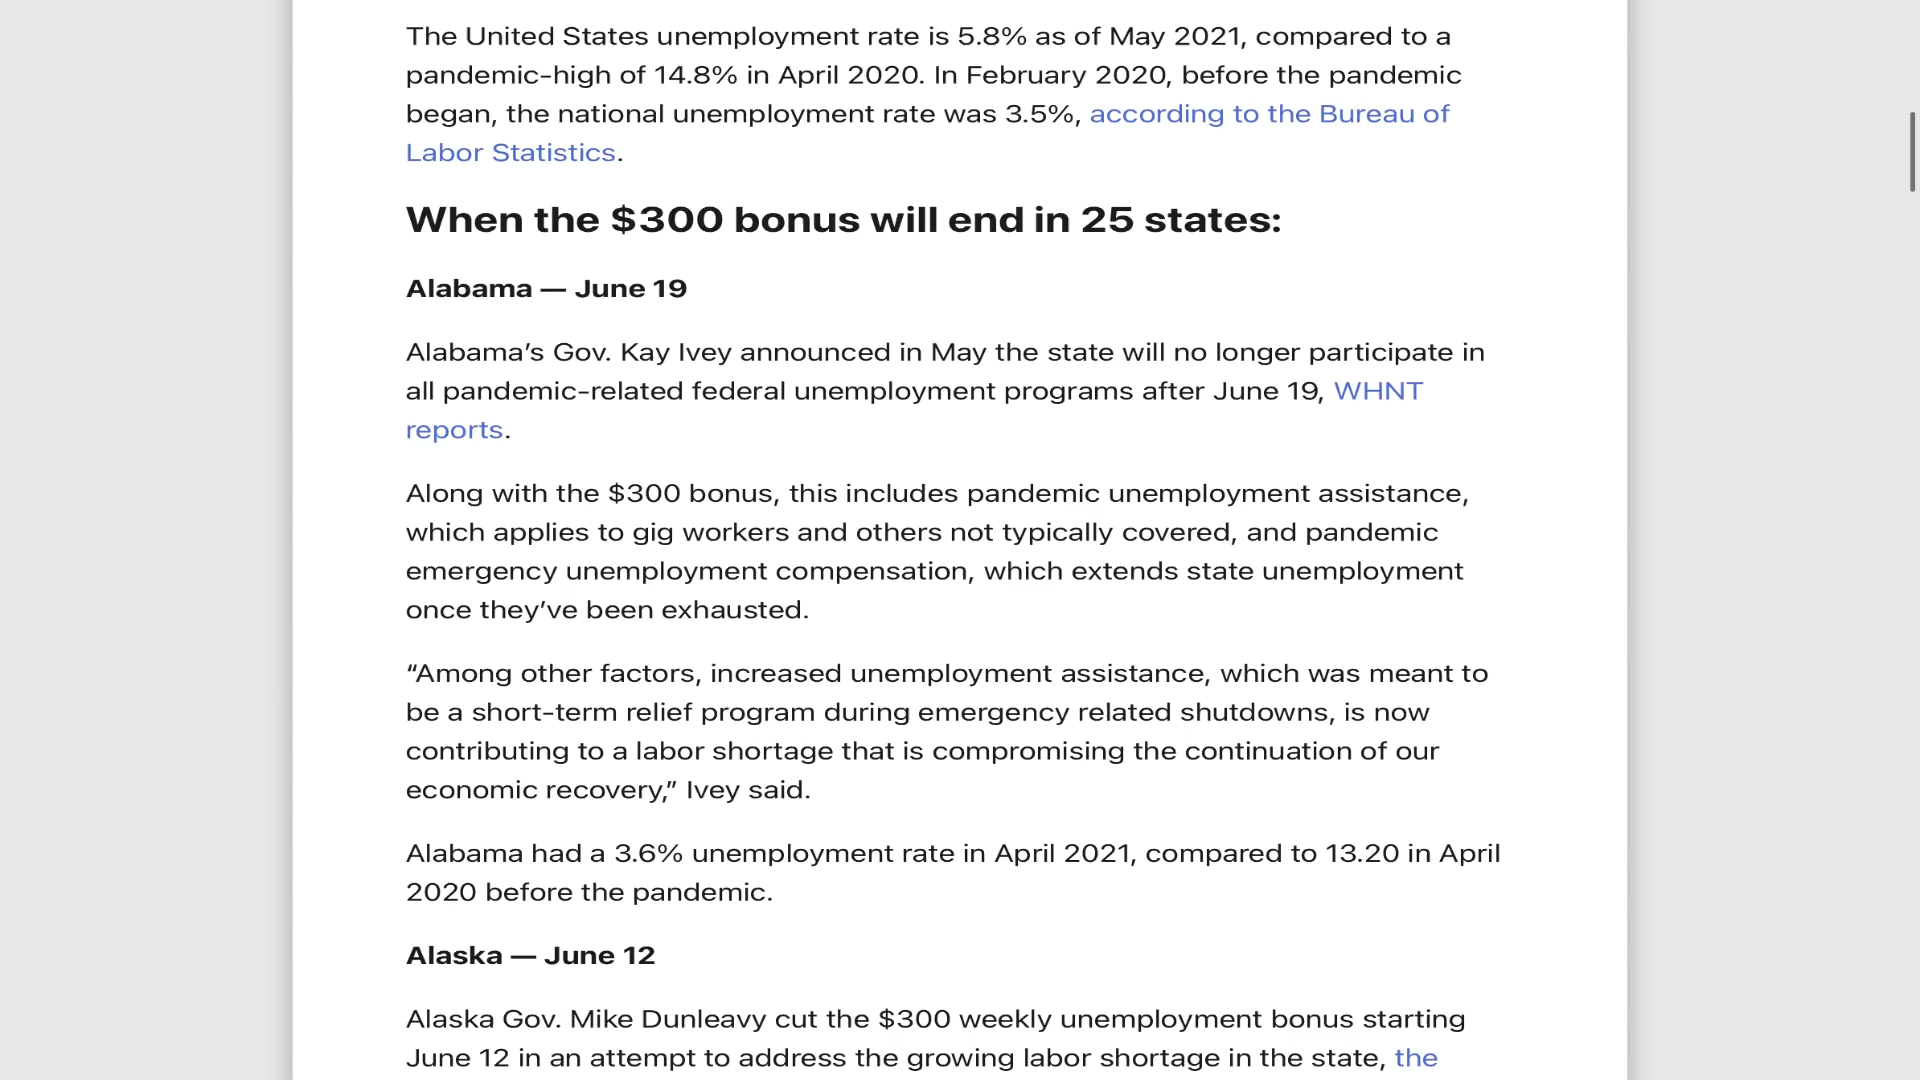 The United States unemployment rate is 5.8% as of May 2021, compared to a
pandemic-high of 14.8% in April 2020. In February 2020, before the pandemic
began, the national unemployment rate was 3.5%, according to the Bureau of
Labor Statistics.
When the $300 bonus will end in 25 states:
Alabama — June 19
Alabama’s Gov. Kay Ivey announced in May the state will no longer participate in
all pandemic-related federal unemployment programs after June 19, WHNT
reports.
Along with the $300 bonus, this includes pandemic unemployment assistance,
which applies to gig workers and others not typically covered, and pandemic
emergency unemployment compensation, which extends state unemployment
once they’ve been exhausted.
“Among other factors, increased unemployment assistance, which was meant to
be a short-term relief program during emergency related shutdowns, is now
contributing to a labor shortage that is compromising the continuation of our
economic recovery,” Ivey said.
Alabama had a 3.6% unemployment rate in April 2021, compared to 13.20 in April
2020 before the pandemic.
Alaska — June 12
Alaska Gov. Mike Dunleavy cut the $300 weekly unemployment bonus starting
June 12 in an attempt to address the growing labor shortage in the state, the